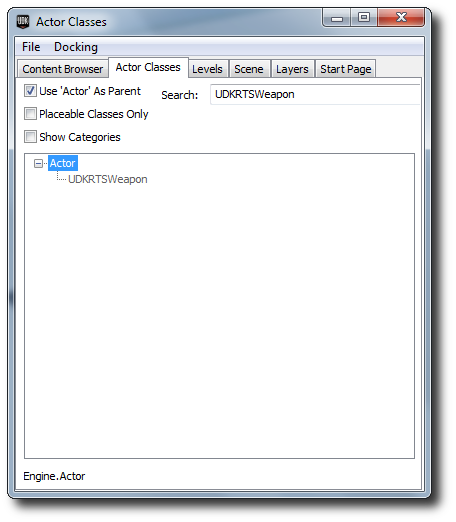 UDK Actor Classes
File Docking
Content Browser Actor Classes Levels Scene Layers Start Page
Use 'Actor' As Parent Search: UDKRTSWeapon
Placeable Classes Only
Show Categories
Actor
UDKRTSWeapon
Engine.Actor